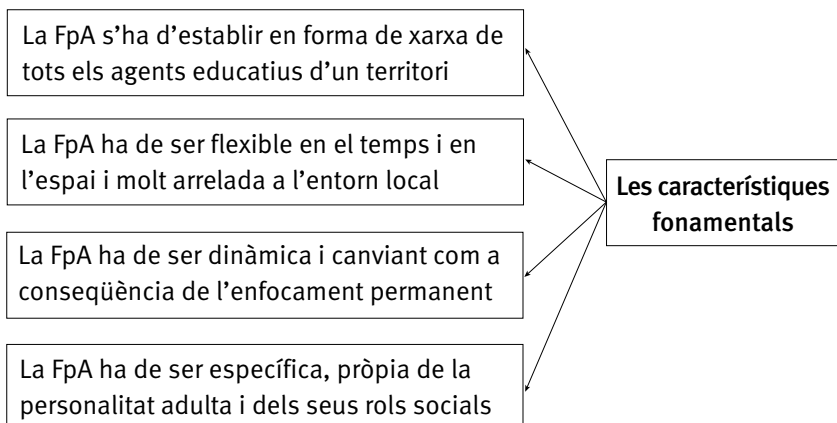 La FpA s’ha d’establir en forma de xarxa de
tots els agents educatius d’un territori
La FpA ha de ser flexible en el temps i en
l’espai i molt arrelada a l’entorn local
Les característiques
fonamentals
La FpA ha de ser dinàmica i canviant com a
conseqüència de l’enfocament permanent
La FpA ha de ser específica, pròpia de la
personalitat adulta i dels seus rols socials